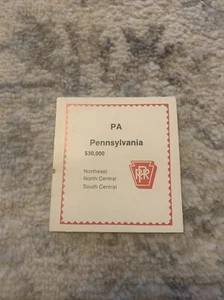 PA
Pennsylvania
$30,000
Northeast
North Central
South Central
PRR